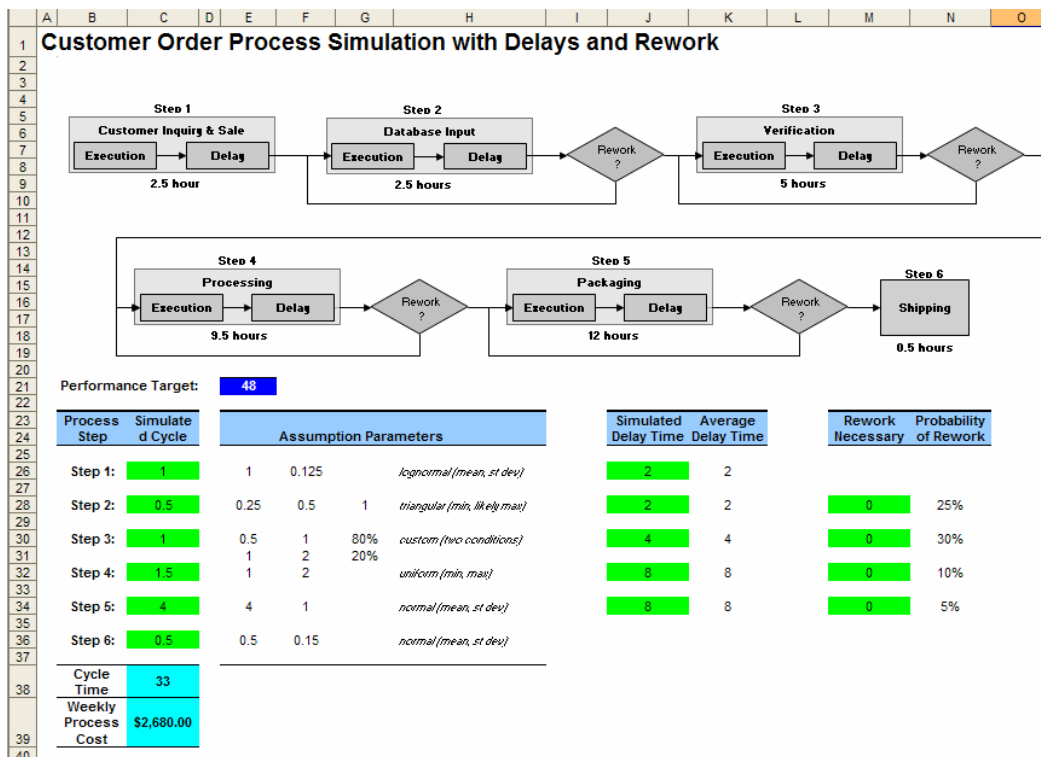 A B C D E F G H I J K L M N O
1 Customer Order Process Simulation with Delays and Rework
2
3
4
5 Step 1 Step 2 Step 3
6 Customer Inquiry & Sale Database Input Verification
7 Execution Delay Execution Delay Rework ? Execution Delay Rework ?
8
9 2.5 hour 2.5 hours 5 hours
10
11
12
13
14 Step 4 Step 5 Step 6
15 Processing Packaging
16 Execution Delay Rework ? Execution Delay Rework ? Shipping
17
18 9.5 hours 12 hours
19 0.5 hours
20
21 Performance Target: 48
22
23 Process Simulate Simulated Average Rework Probability
24 Step d Cycle Assumption Parameters Delay Time Delay Time Necessary of Rework
25
26 Step 1: 1 1 0.125 lognormal (mean, st dev) 2 2
27
28 Step 2: 0.5 0.25 0.5 1 triangular (min, likely max) 2 2 0 25%
29
30 Step 3: 1 0.5 1 80% custom (two conditions) 4 4 0 30%
31 1 2 20%
32 Step 4: 1.5 1 2 uniform (min, max) 8 8 0 10%
33
34 Step 5: 4 4 1 normal (mean, st dev) 8 8 0 5%
35
36 Step 6: 0.5 0.5 0.15 normal (mean, st dev)
37
38 Cycle Time 33
39 Weekly Process Cost $2,680.00
40